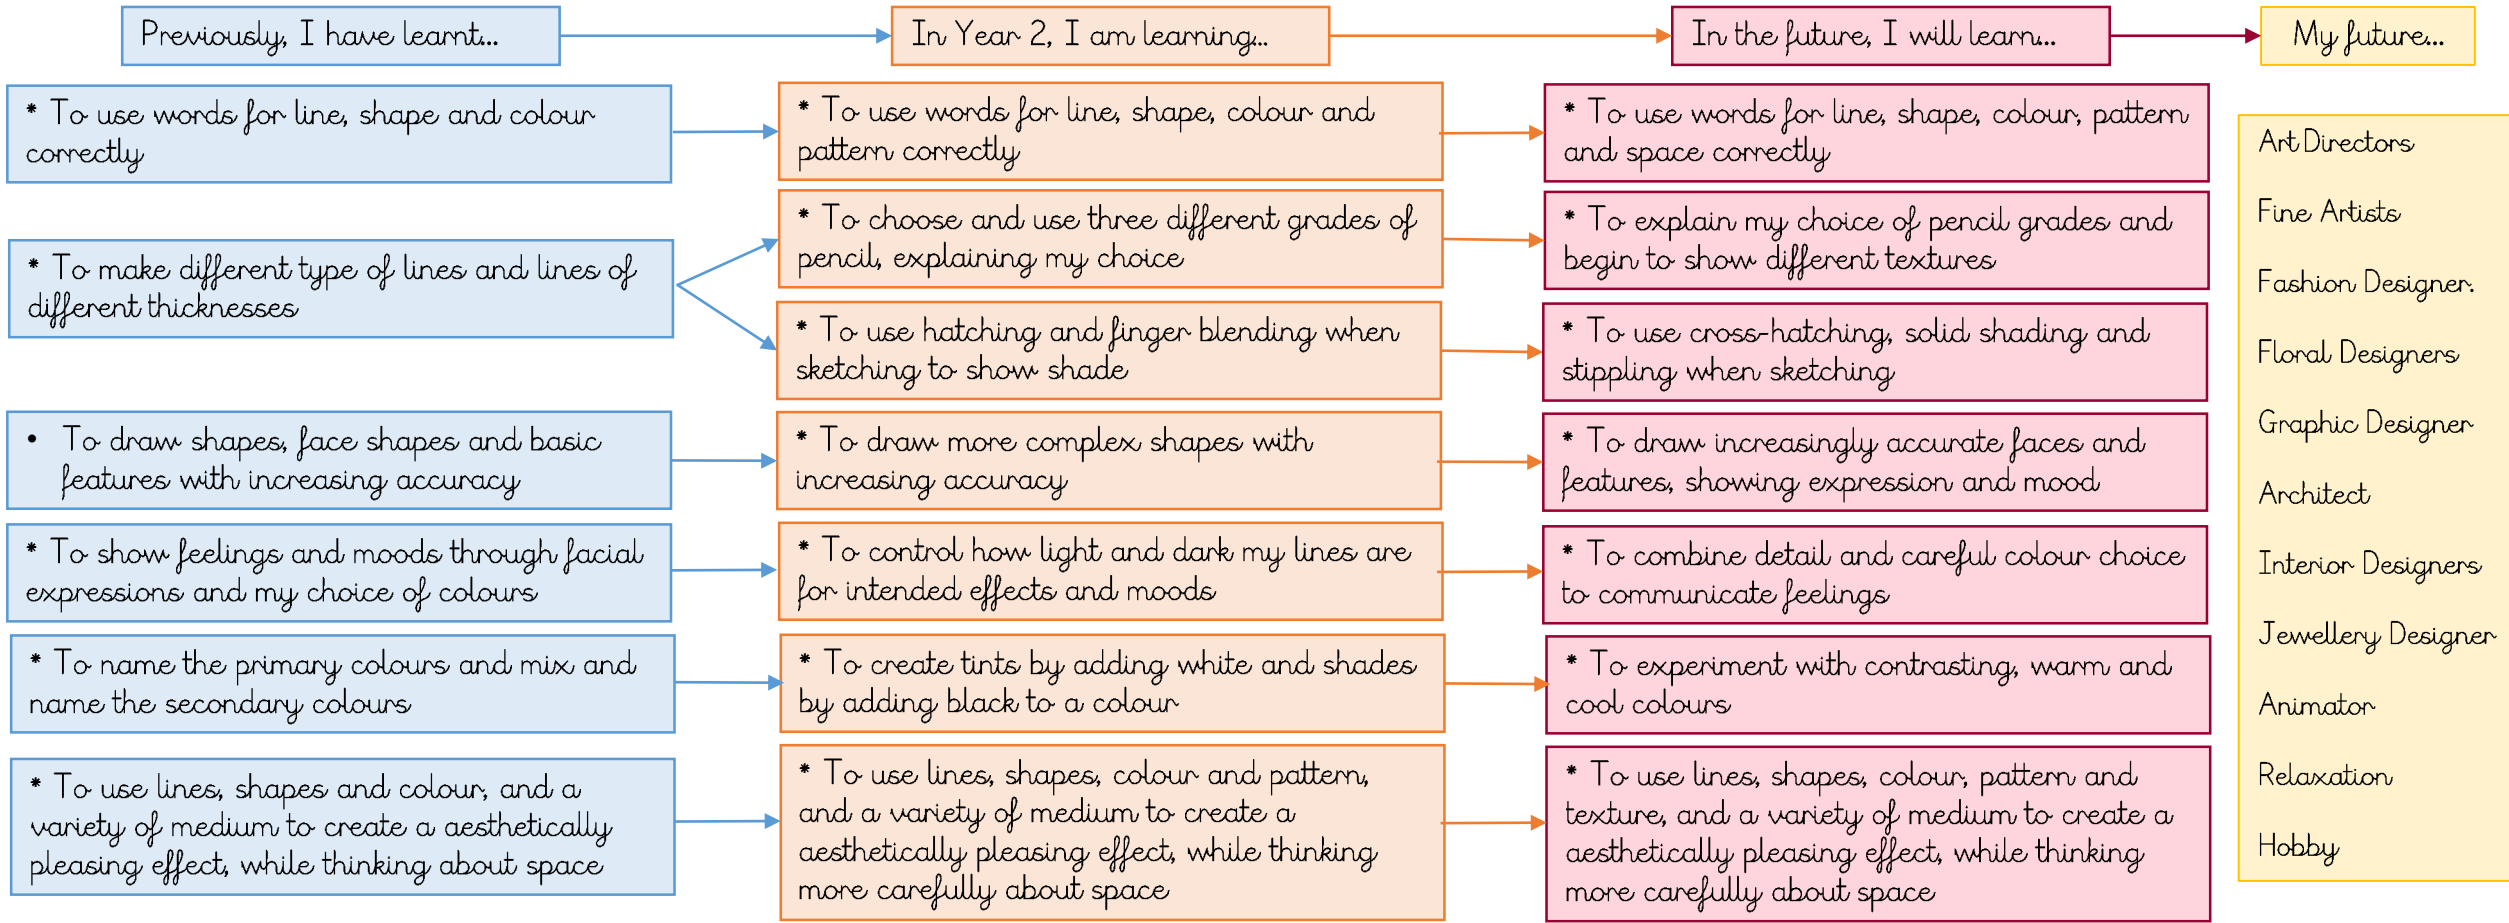 Previously, I have learnt...
In Year 2, I am learning...
In the future, I will learn...
My future...
* To use words for line, shape and colour
correctly
* To use words for line, shape, colour and
pattern correctly
* To use words for line, shape, colour, pattern
and space correctly
* To make different type of lines and lines of
different thicknesses
* To choose and use three different grades of
pencil, explaining my choice
* To explain my choice of pencil grades and
begin to show different textures
* To use hatching and finger blending when
sketching to show shade
* To use cross-hatching, solid shading and
stippling when sketching
• To draw shapes, face shapes and basic
features with increasing accuracy
* To draw more complex shapes with
increasing accuracy
* To draw increasingly accurate faces and
features, showing expression and mood
* To show feelings and moods through facial
expressions and my choice of colours
* To control how light and dark my lines are
for intended effects and moods
* To combine detail and careful colour choice
to communicate feelings
* To name the primary colours and mix and
name the secondary colours
* To create tints by adding white and shades
by adding black to a colour
* To experiment with contrasting, warm and
cool colours
* To use lines, shapes and colour, and a
variety of medium to create a aesthetically
pleasing effect, while thinking about space
* To use lines, shapes, colour and pattern,
and a variety of medium to create a
aesthetically pleasing effect, while thinking
more carefully about space
* To use lines, shapes, colour, pattern and
texture, and a variety of medium to create a
aesthetically pleasing effect, while thinking
more carefully about space
Art Directors
Fine Artists
Fashion Designer.
Floral Designers
Graphic Designer
Architect
Interior Designers
Jewellery Designer
Animator
Relaxation
Hobby